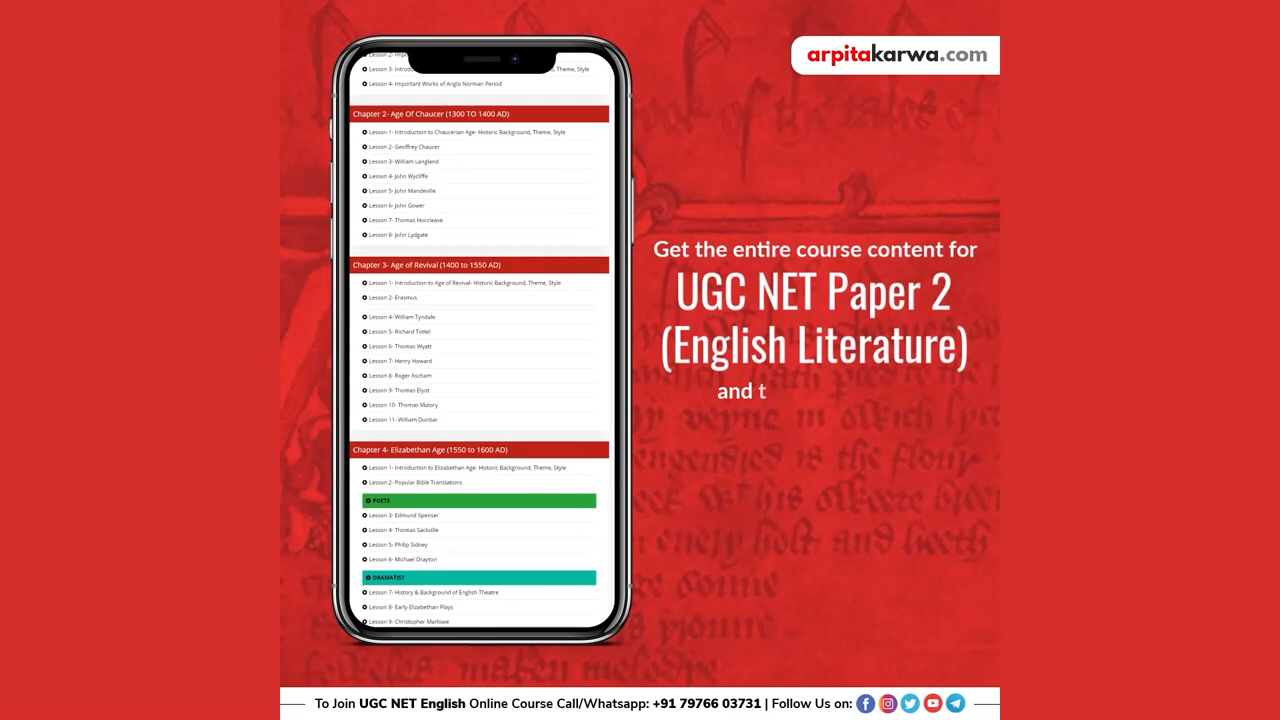 arpitakarwa.com
Lesson 4- Important Works of Anglo Norman Period
Chapter 2- Age Of Chaucer (1300 TO 1400 AD)
Lesson 1- Introduction to Chaucerian Age- Historic Background, Theme, Style
Lesson 2- Geoffrey Chaucer
Lesson 3- William Langland
Lesson 4- John Wycliffe
Lesson 5- John Mandeville
Lesson 6- John Gower
Lesson 7- Thomas Hoccleave
Lesson 8- John Lydgate
Chapter 3- Age of Revival (1400 to 1550 AD)
Lesson 1- Introduction to Age of Revival- Historic Background, Theme, Style
Lesson 2- Erasmus
Lesson 4- William Tyndale
Lesson 5- Richard Tottel
Lesson 6- Thomas Wyatt
Lesson 7- Henry Howard
Lesson 8- Roger Ascham
Lesson 9- Thomas Elyot
Lesson 10- Thomas Malory
Lesson 11- William Dunbar
Chapter 4- Elizabethan Age (1550 to 1600 AD)
Lesson 1- Introduction to Elizabethan Age- Historic Background, Theme, Style
Lesson 2- Popular Bible Translations
POETS
Lesson 3- Edmund Spenser
Lesson 4- Thomas Sackville
Lesson 5- Philip Sidney
Lesson 6- Michael Drayton
DRAMATIST
Lesson 7- History & Background of English Theatre
Lesson 8- Early Elizabethan Plays
Lesson 9- Christopher Marlowe
Get the entire course content for
UGC NET Paper 2
(English Literature)
and t
To Join UGC NET English Online Course Call/Whatsapp: +91 79766 03731 | Follow Us on: